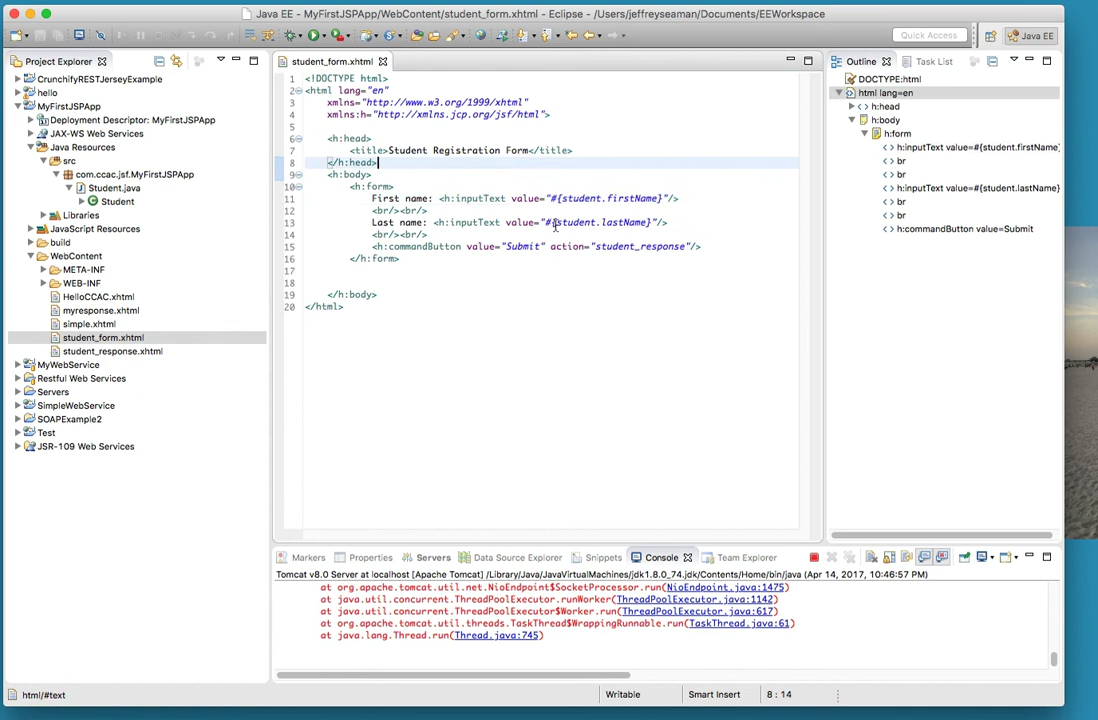 Java EE - MyFirstJSPApp/WebContent/student_form.xhtml - Eclipse - /Users/jeffreyseaman/Documents/EEWorkspace
Quick Access
Java EE
Project Explorer
CrunchifyRESTJerseyExample
hello
MyFirstJSPApp
Deployment Descriptor: MyFirstJSPApp
JAX-WS Web Services
Java Resources
src
com.ccac.jsf.MyFirstJSPApp
Student.java
Student
Libraries
JavaScript Resources
build
WebContent
META-INF
WEB-INF
HelloCCAC.xhtml
myresponse.xhtml
simple.xhtml
student_form.xhtml
student_response.xhtml
MyWebService
Restful Web Services
Servers
SimpleWebService
SOAPExample2
Test
JSR-109 Web Services
student_form.xhtml
1 <!DOCTYPE html>
2 <html lang="en"
3 xmlns="http://www.w3.org/1999/xhtml"
4 xmlns:h="http://xmlns.jcp.org/jsf/html">
5
6 <h:head>
7 <title>Student Registration Form</title>
8 </h:head>
9 <h:body>
10 <h:form>
11 First name: <h:inputText value="#{student.firstName}"/>
12 <br/><br/>
13 Last name: <h:inputText value="#{student.lastName}"/>
14 <br/><br/>
15 <h:commandButton value="Submit" action="student_response"/>
16 </h:form>
17
18
19 </h:body>
20 </html>
Outline
Task List
DOCTYPE:html
html lang=en
h:head
h:body
h:form
h:inputText value=#{student.firstName}
br
br
h:inputText value=#{student.lastName}
br
br
h:commandButton value=Submit
Markers Properties Servers Data Source Explorer Snippets Console Team Explorer
Tomcat v8.0 Server at localhost [Apache Tomcat] /Library/Java/JavaVirtualMachines/jdk1.8.0_74.jdk/Contents/Home/bin/java (Apr 14, 2017, 10:46:57 PM)
at org.apache.tomcat.util.net.NioEndpoint$SocketProcessor.run(NioEndpoint.java:1475)
at java.util.concurrent.ThreadPoolExecutor.runWorker(ThreadPoolExecutor.java:1142)
at java.util.concurrent.ThreadPoolExecutor$Worker.run(ThreadPoolExecutor.java:617)
at org.apache.tomcat.util.threads.TaskThread$WrappingRunnable.run(TaskThread.java:61)
at java.lang.Thread.run(Thread.java:745)
html/#text
Writable
Smart Insert
8 : 14